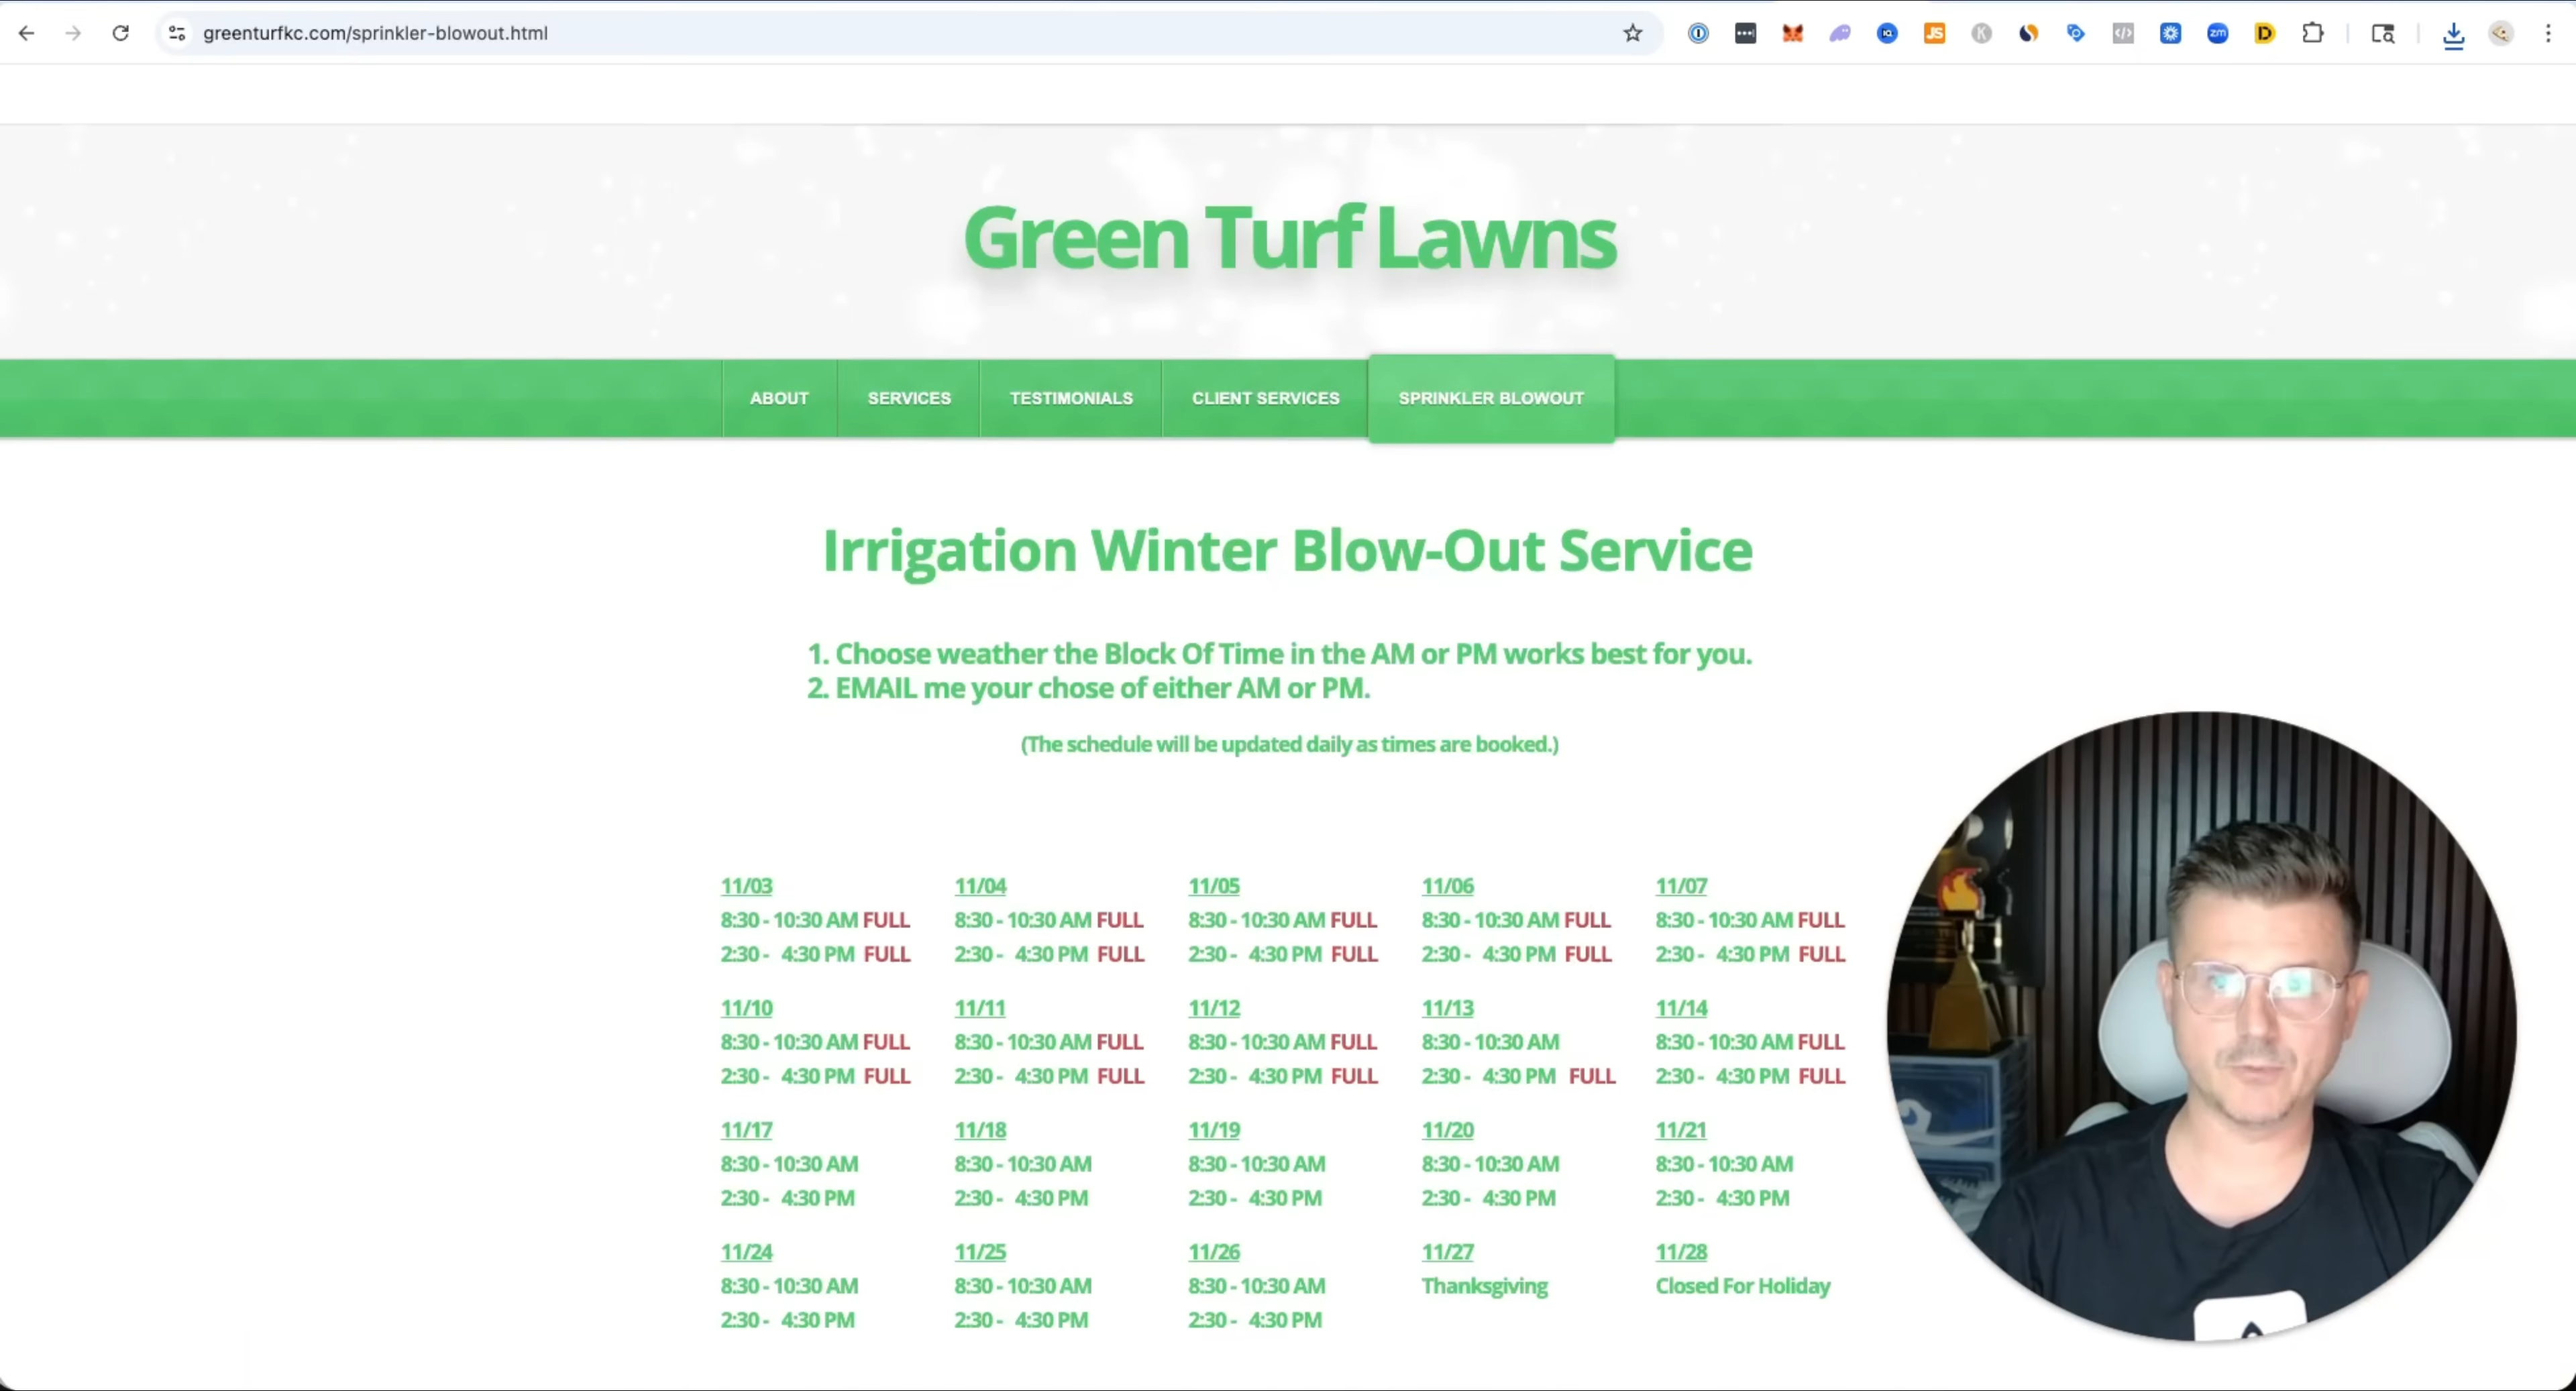 greenturfkc.com/sprinkler-blowout.html
Green Turf Lawns
ABOUT SERVICES TESTIMONIALS CLIENT SERVICES SPRINKLER BLOWOUT
Irrigation Winter Blow-Out Service
1. Choose weather the Block Of Time in the AM or PM works best for you.
2. EMAIL me your chose of either AM or PM.
(The schedule will be updated daily as times are booked.)
11/03 11/04 11/05 11/06 11/07
8:30 - 10:30 AM FULL 8:30 - 10:30 AM FULL 8:30 - 10:30 AM FULL 8:30 - 10:30 AM FULL 8:30 - 10:30 AM FULL
2:30 - 4:30 PM FULL 2:30 - 4:30 PM FULL 2:30 - 4:30 PM FULL 2:30 - 4:30 PM FULL 2:30 - 4:30 PM FULL
11/10 11/11 11/12 11/13 11/14
8:30 - 10:30 AM FULL 8:30 - 10:30 AM FULL 8:30 - 10:30 AM FULL 8:30 - 10:30 AM 8:30 - 10:30 AM FULL
2:30 - 4:30 PM FULL 2:30 - 4:30 PM FULL 2:30 - 4:30 PM FULL 2:30 - 4:30 PM FULL 2:30 - 4:30 PM FULL
11/17 11/18 11/19 11/20 11/21
8:30 - 10:30 AM 8:30 - 10:30 AM 8:30 - 10:30 AM 8:30 - 10:30 AM 8:30 - 10:30 AM
2:30 - 4:30 PM 2:30 - 4:30 PM 2:30 - 4:30 PM 2:30 - 4:30 PM 2:30 - 4:30 PM
11/24 11/25 11/26 11/27 11/28
8:30 - 10:30 AM 8:30 - 10:30 AM 8:30 - 10:30 AM Thanksgiving Closed For Holiday
2:30 - 4:30 PM 2:30 - 4:30 PM 2:30 - 4:30 PM